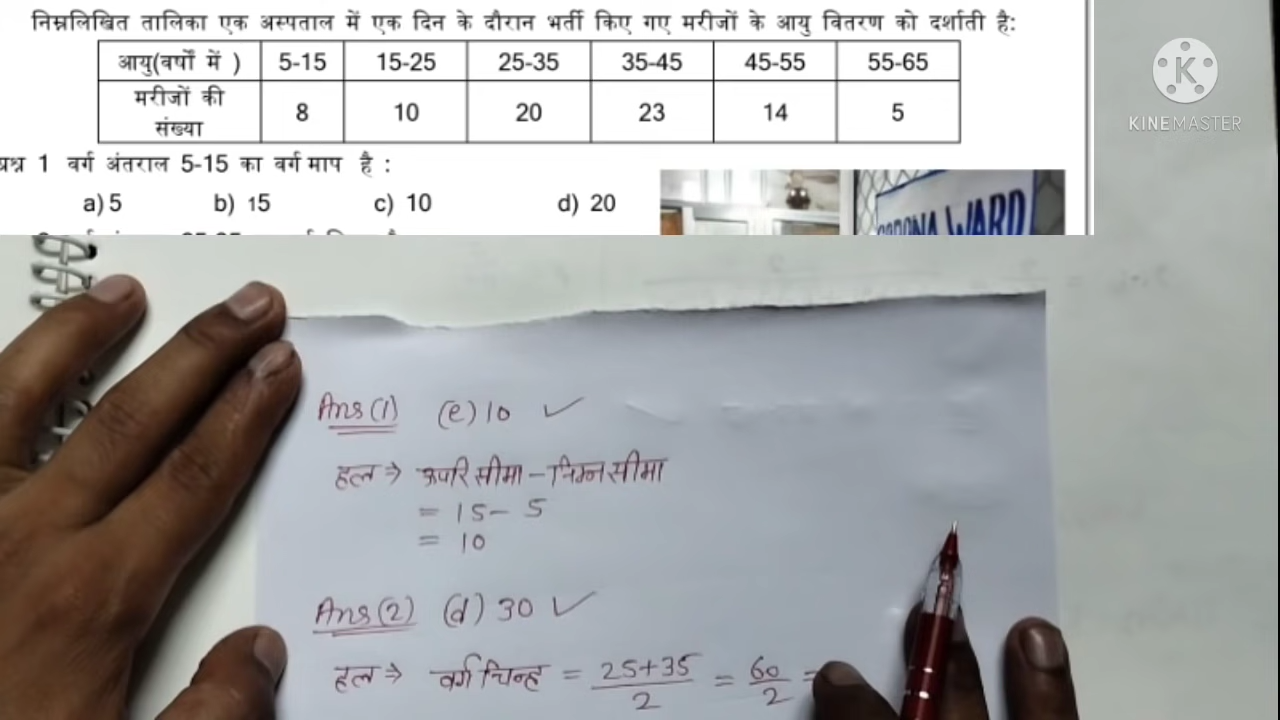 निम्नलिखित तालिका एक अस्पताल में एक दिन के दौरान भर्ती किए गए मरीजों के आयु वितरण को दर्शाती है:
आयु(वर्षों में ) 5-15 15-25 25-35 35-45 45-55 55-65
मरीजों की संख्या 8 10 20 23 14 5
प्रश्न 1 वर्ग अंतराल 5-15 का वर्ग माप है :
a) 5 b) 15 c) 10 d) 20
CORONA WARD
KINEMASTER
Ans (1) (c) 10 ✓
हल ⇒ ऊपरि सीमा - निम्न सीमा
= 15 - 5
= 10
Ans (2) (d) 30 ✓
हल ⇒ वर्ग चिन्ह = 25+35/2 = 60/2 =